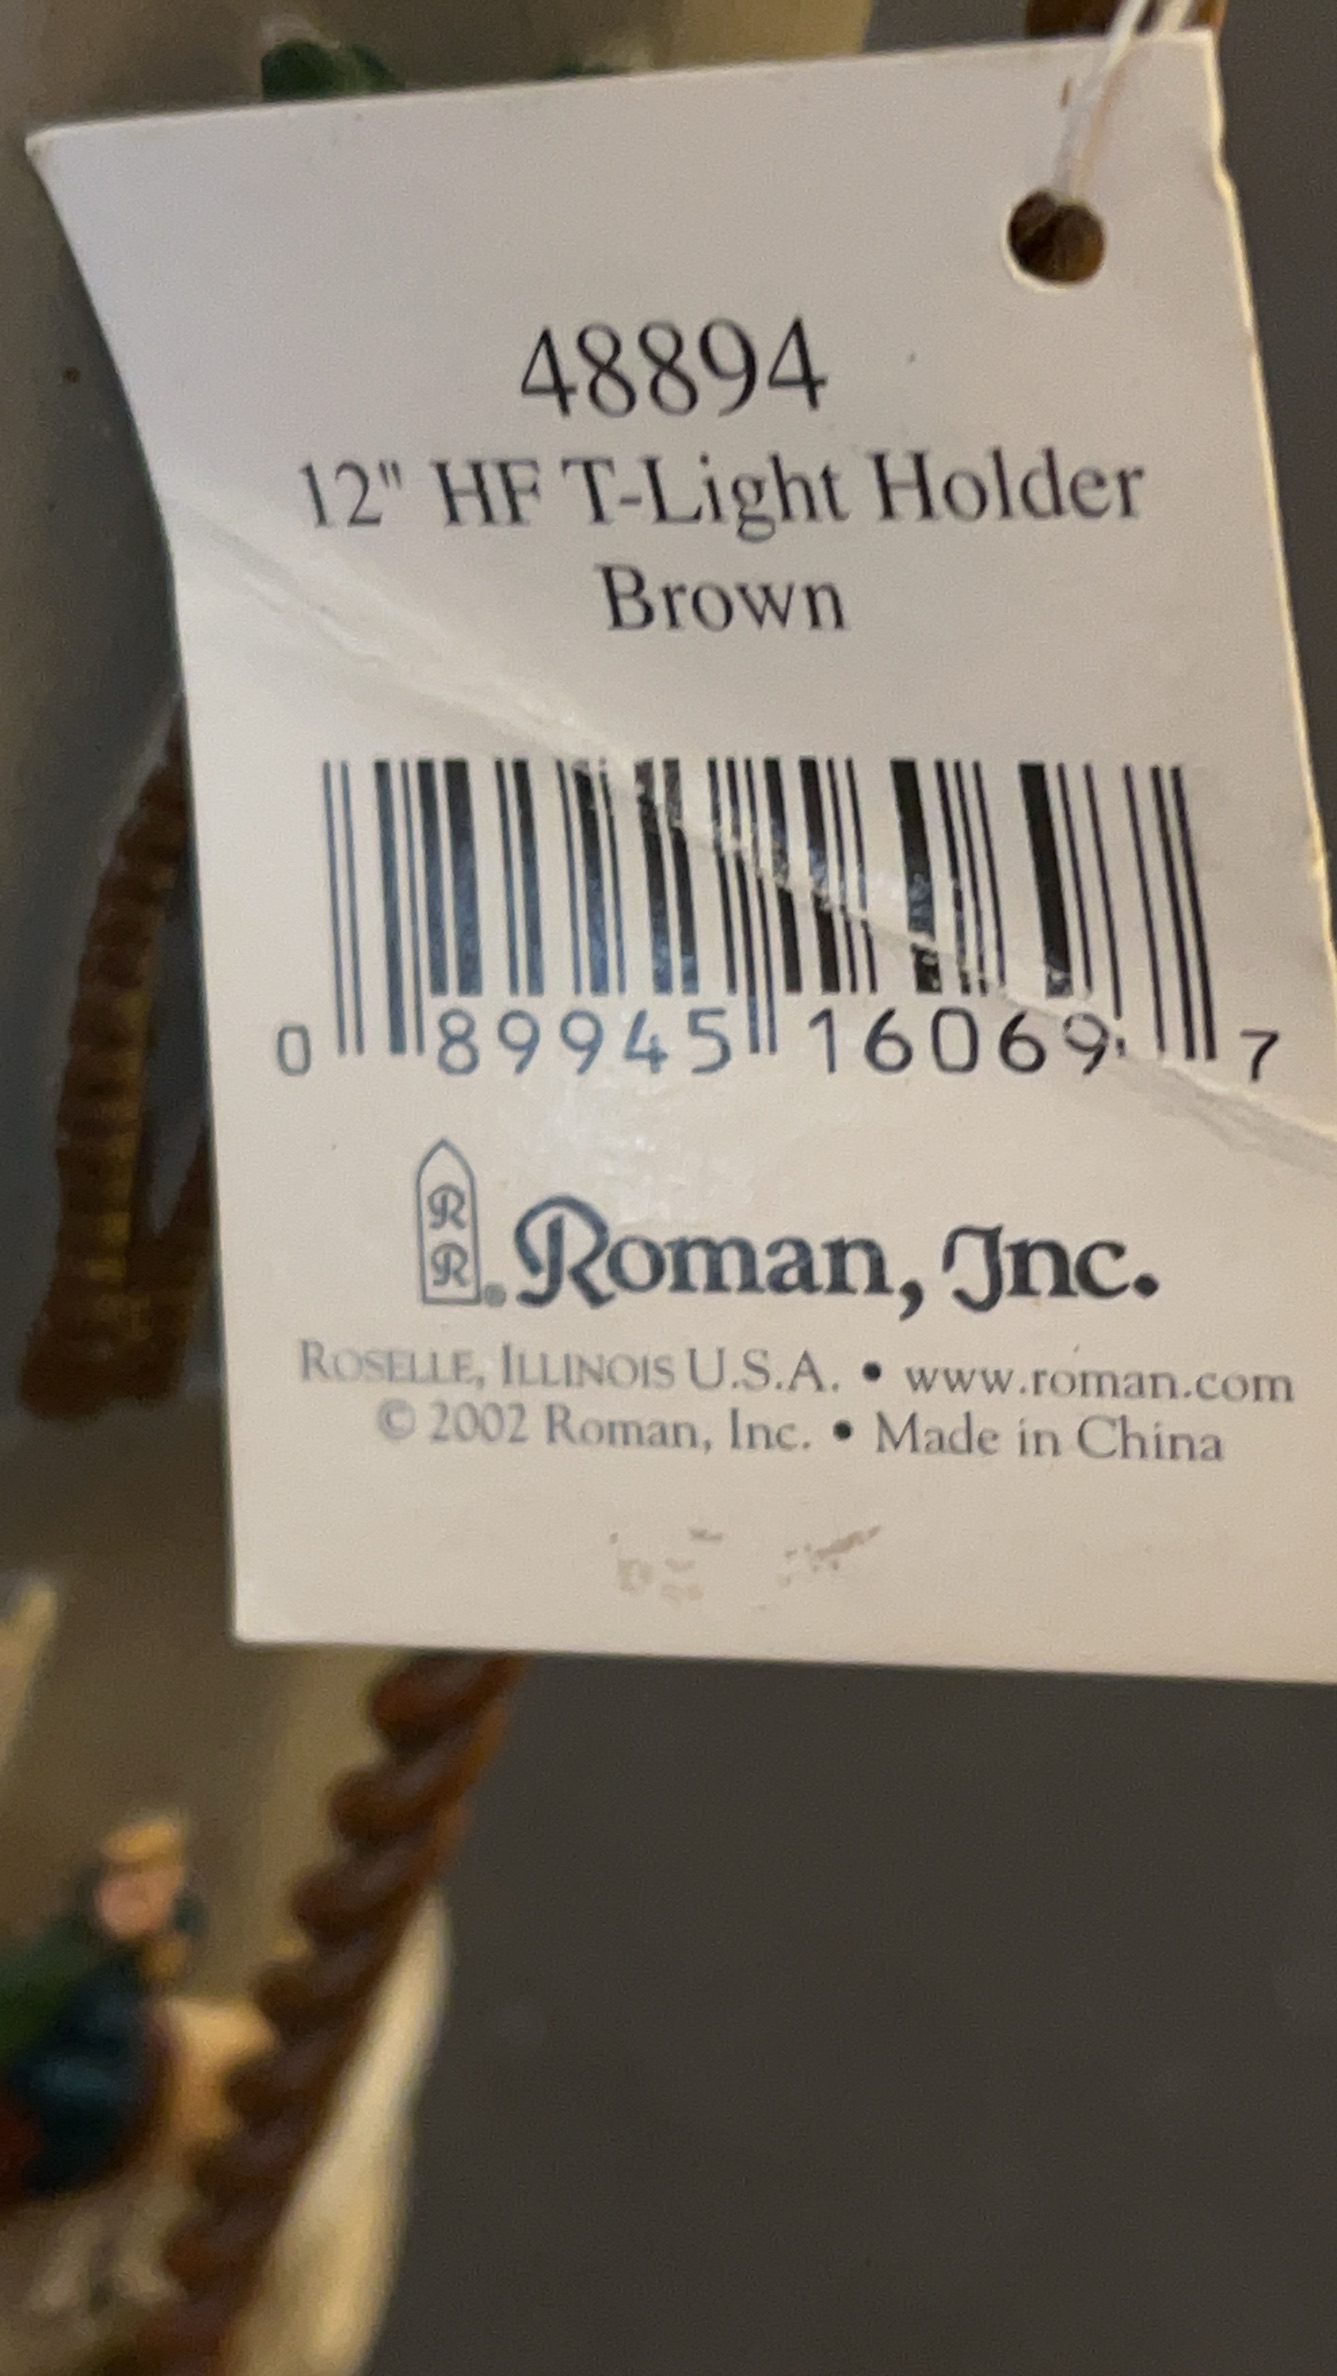 48894
12" HF T-Light Holder
Brown
0 89945 16069 7
R
R
® Roman, Inc.
ROSELLE, ILLINOIS U.S.A. • www.roman.com
© 2002 Roman, Inc. • Made in China